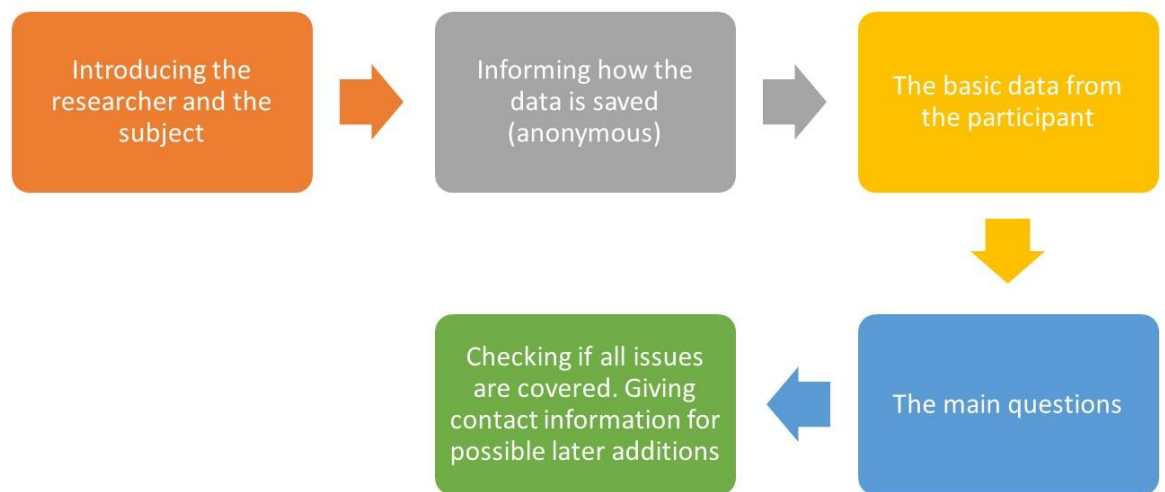 Introducing the
researcher and the
subject
Informing how the
data is saved
(anonymous)
The basic data from
the participant
The main questions
Checking if all issues
are covered. Giving
contact information for
possible later additions